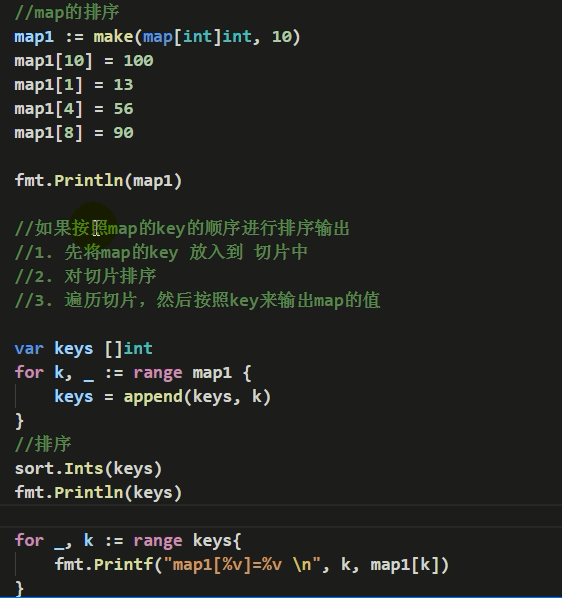 //map的排序
map1 := make(map[int]int, 10)
map1[10] = 100
map1[1] = 13
map1[4] = 56
map1[8] = 90
fmt.Println(map1)
//如果按照map的key的顺序进行排序输出
//1. 先将map的key 放入到 切片中
//2. 对切片排序
//3. 遍历切片，然后按照key来输出map的值
var keys []int
for k, _ := range map1 {
    keys = append(keys, k)
}
//排序
sort.Ints(keys)
fmt.Println(keys)
for _, k := range keys{
    fmt.Printf("map1[%v]=%v \n", k, map1[k])
}